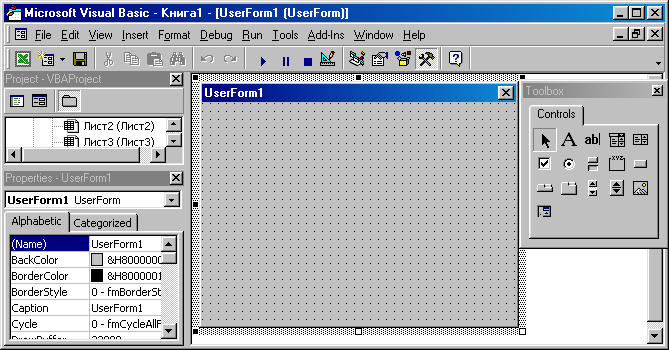 Microsoft Visual Basic - Книга1 - [UserForm1 (UserForm)]
File Edit View Insert Format Debug Run Tools Add-Ins Window Help
Project - VBAProject
Лист2 (Лист2)
Лист3 (Лист3)
Properties - UserForm1
UserForm1 UserForm
Alphabetic Categorized
(Name) UserForm1
BackColor &H8000000
BorderColor &H8000001
BorderStyle 0 - fmBorderSt
Caption UserForm1
Cycle 0 - fmCycleAllF
UserForm1
Toolbox
Controls
A ab|
xyz